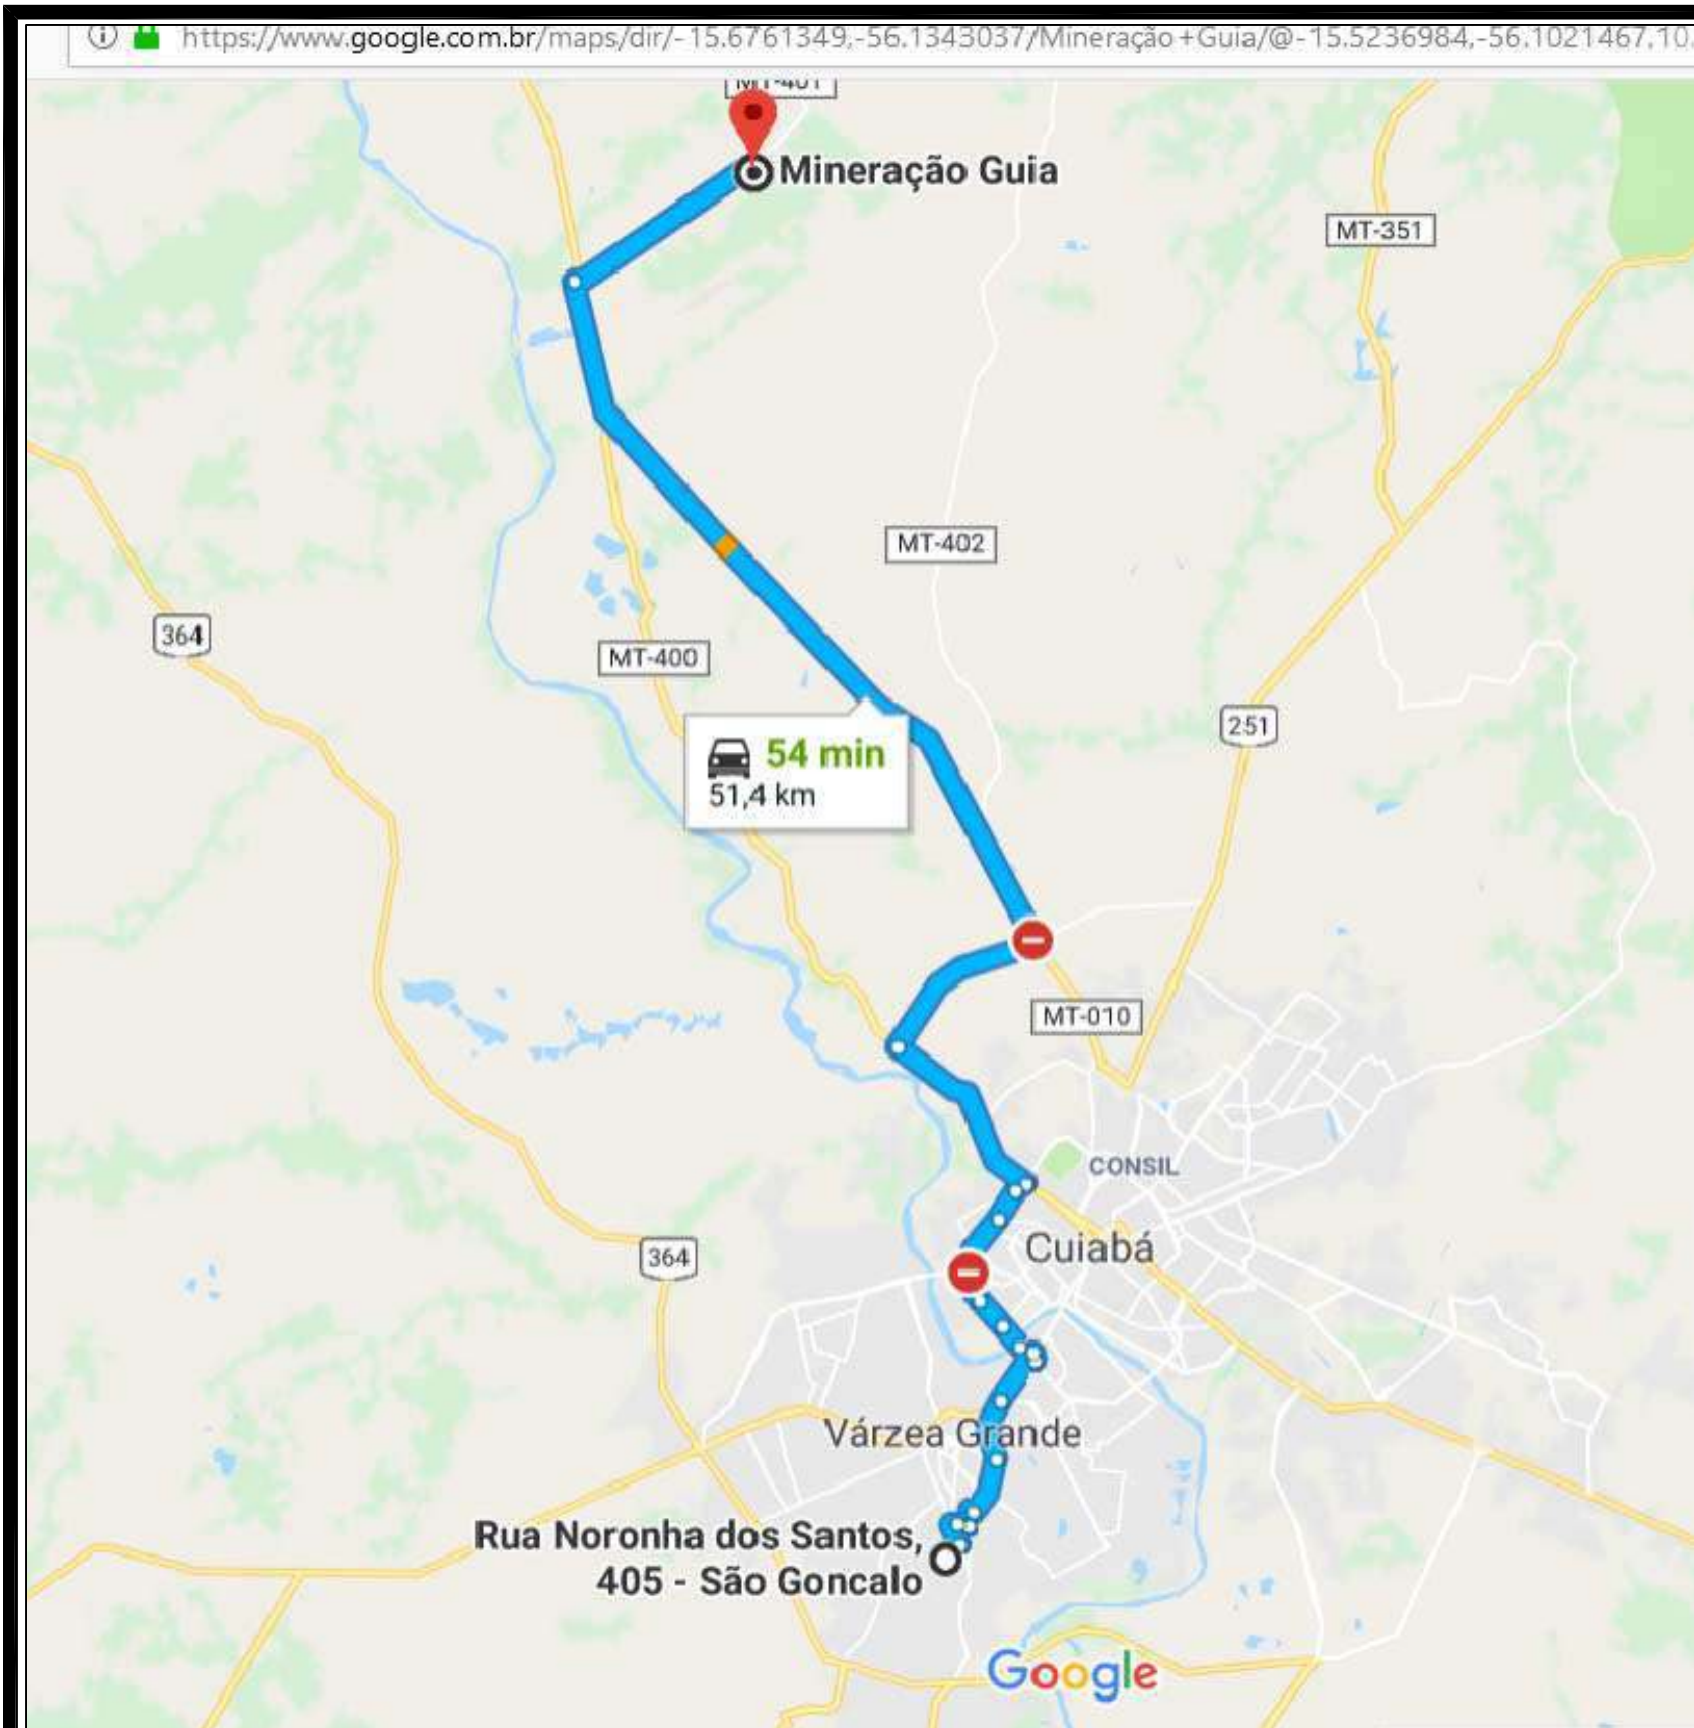 https://www.google.com.br/maps/dir/-15.6761349,-56.1343037/Mineração+Guia/@-15.5236984,-56.1021467,10.
MT-401
Mineração Guia
MT-351
MT-402
364
MT-400
251
54 min
51,4 km
MT-010
CONSIL
Cuiabá
364
Várzea Grande
Rua Noronha dos Santos,
405 - São Goncalo
Google